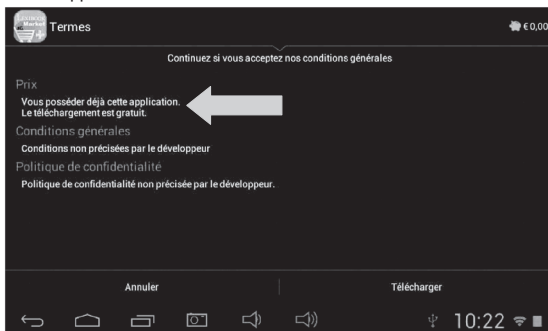 Lexibook
Market
Termes
€ 0,00
Continuez si vous acceptez nos conditions générales
Prix
Vous posséder déjà cette application.
Le téléchargement est gratuit.
Conditions générales
Conditions non précisées par le développeur
Politique de confidentialité
Politique de confidentialité non précisée par le développeur.
Annuler
Télécharger
10:22